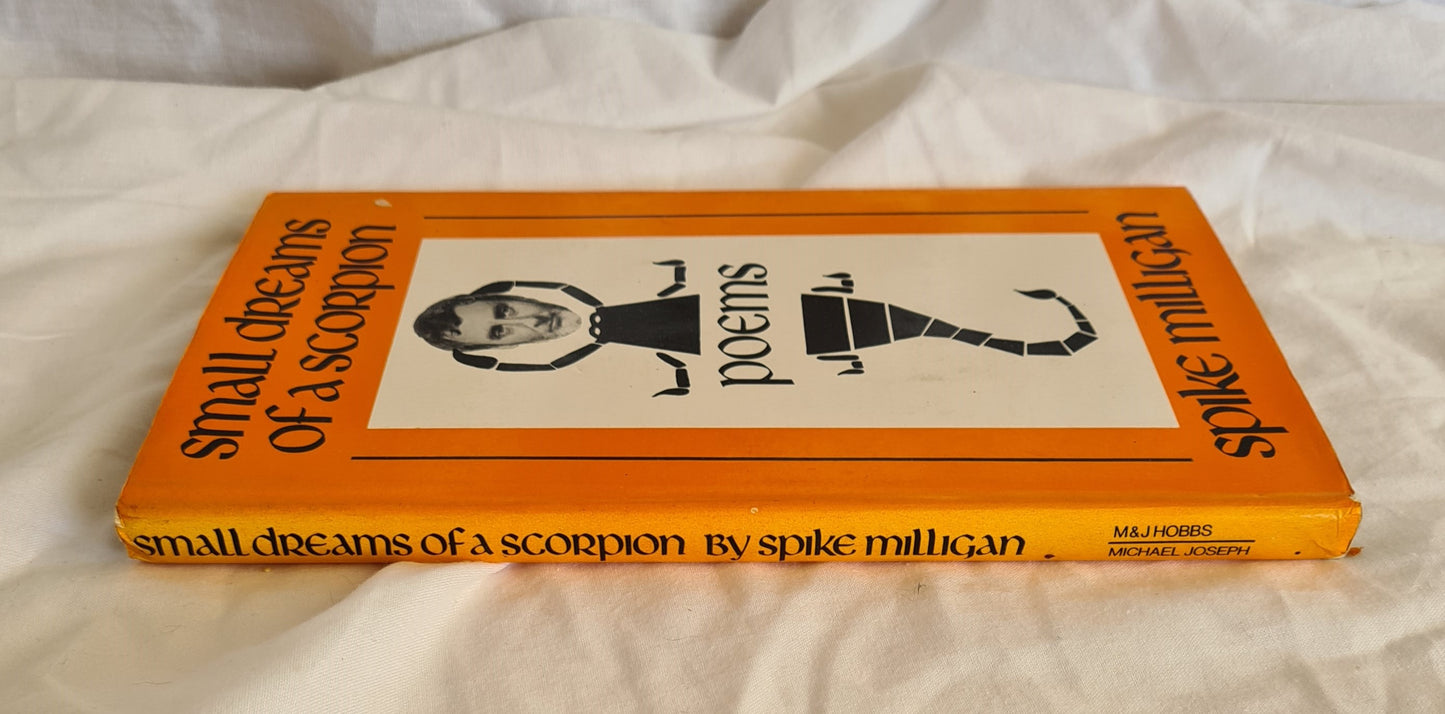 small dreams
of a scorpion
poems
spike milligan
small dreams of a scorpion By spike milligan
M&J HOBBS
MICHAEL JOSEPH